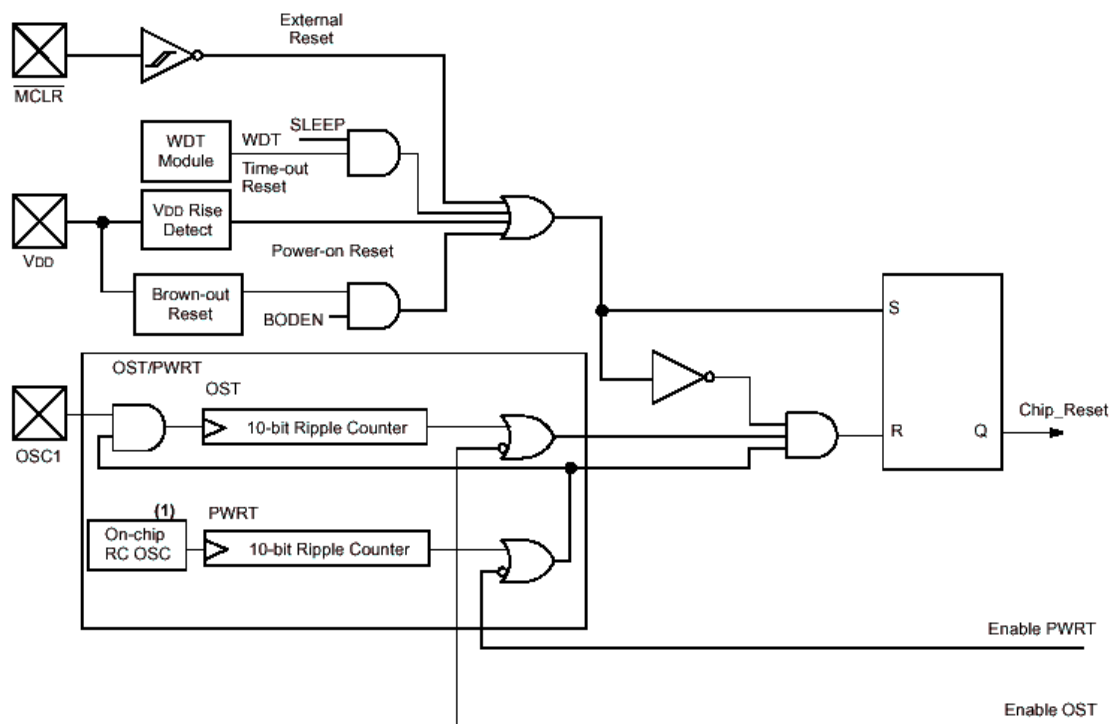 External
Reset
MCLR
SLEEP
WDT
Module
WDT
Time-out
Reset
VDD Rise
Detect
VDD
Power-on Reset
Brown-out
Reset
BODEN
S
OST/PWRT
OST
10-bit Ripple Counter
OSC1
Chip_Reset
R
Q
(1)
On-chip
RC OSC
PWRT
10-bit Ripple Counter
Enable PWRT
Enable OST